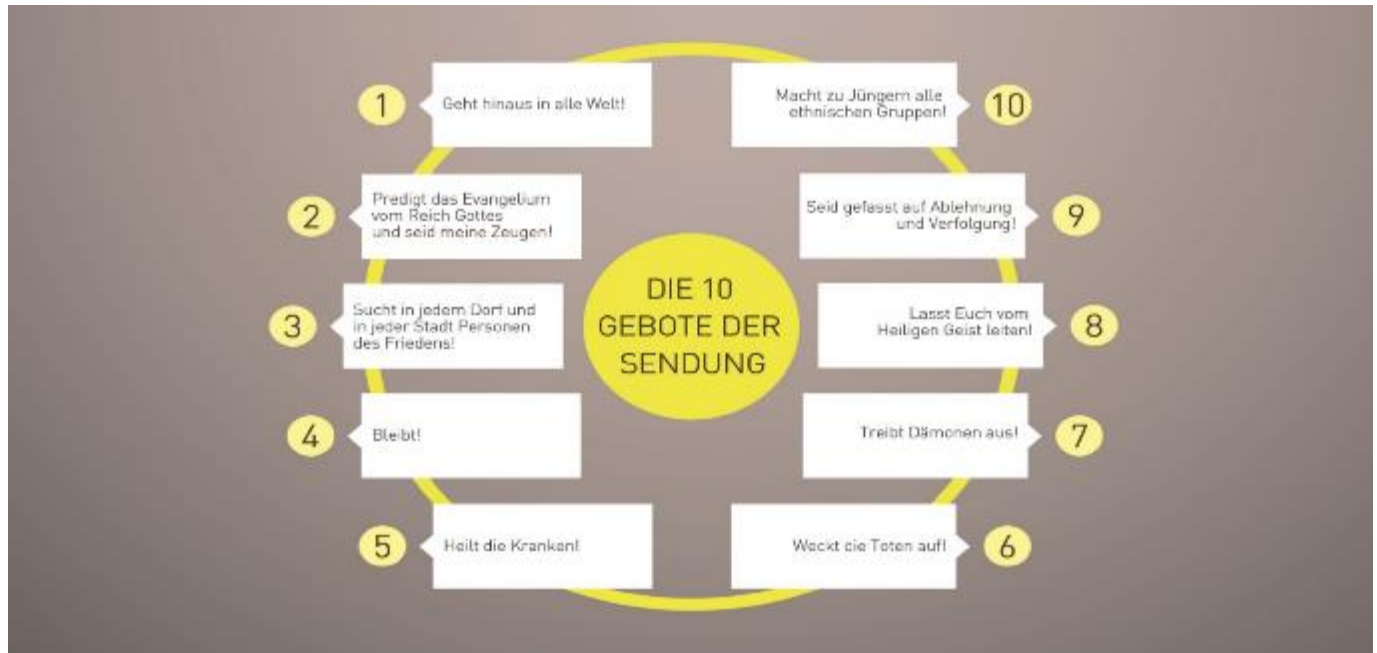 DIE 10
GEBOTE DER
SENDUNG
1
Geht hinaus in alle Welt!
2
Predigt das Evangelium
vom Reich Gottes
und seid meine Zeugen!
3
Sucht in jedem Dorf und
in jeder Stadt Personen
des Friedens!
4
Bleibt!
5
Heilt die Kranken!
6
Weckt die Toten auf!
7
Treibt Dämonen aus!
8
Lasst Euch vom
Heiligen Geist leiten!
9
Seid gefasst auf Ablehnung
und Verfolgung!
10
Macht zu Jüngern alle
ethnischen Gruppen!